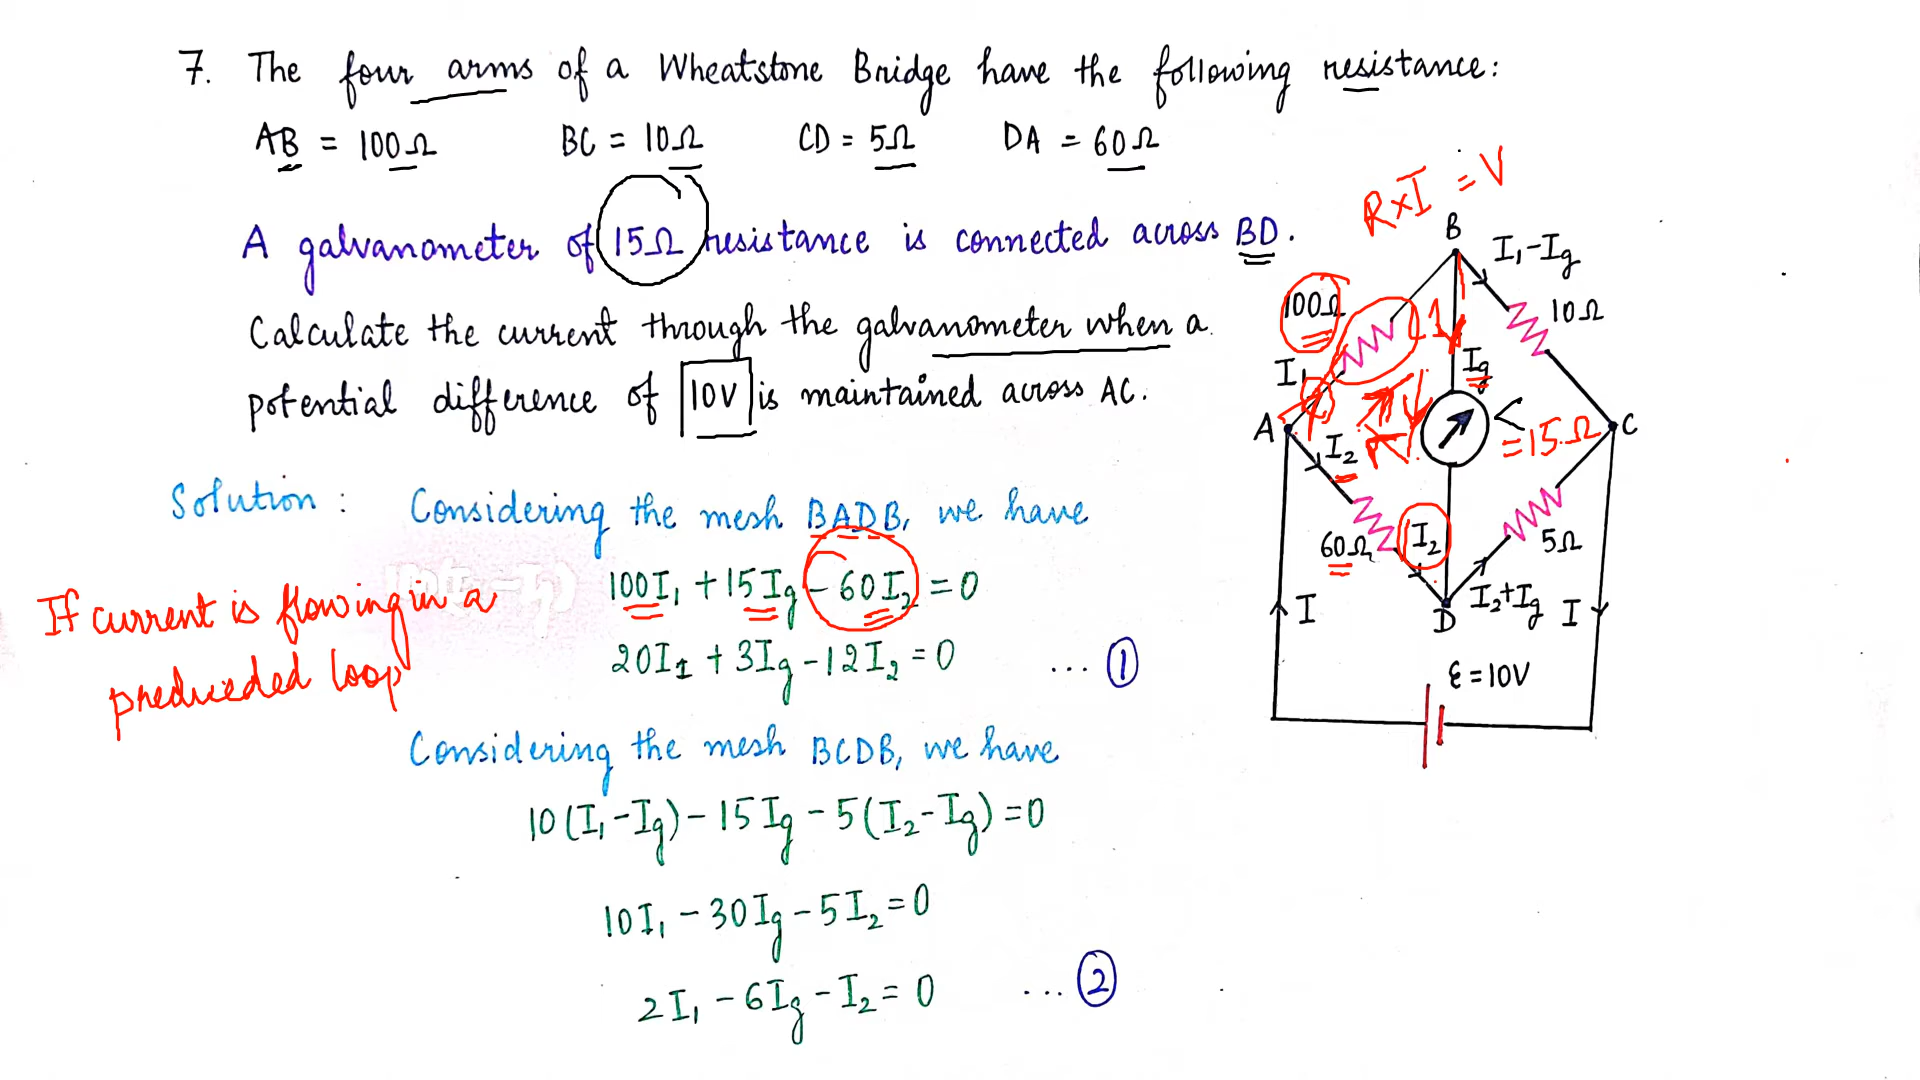 7. The four arms of a Wheatstone Bridge have the following resistance:
AB = 100Ω BC = 10Ω CD = 5Ω DA = 60Ω
A galvanometer of 15Ω resistance is connected across BD.
Calculate the current through the galvanometer when a
potential difference of 10V is maintained across AC.
Solution: Considering the mesh BADB, we have
100I₁ + 15Ig - 60I₂ = 0
20I₁ + 3Ig - 12I₂ = 0 ... ①
If current is flowing in a
preduceded loop
Considering the mesh BCDB, we have
10(I₁-Ig) - 15Ig - 5(I₂-Ig) = 0
10I₁ - 30Ig - 5I₂ = 0
2I₁ - 6Ig - I₂ = 0 ... ②
R×I = V
B
I₁-Ig
100Ω
10Ω
I₁
Ig
A
I₂
=15Ω
C
60Ω
I₂
5Ω
D
I₂+Ig
I
I
ε=10V